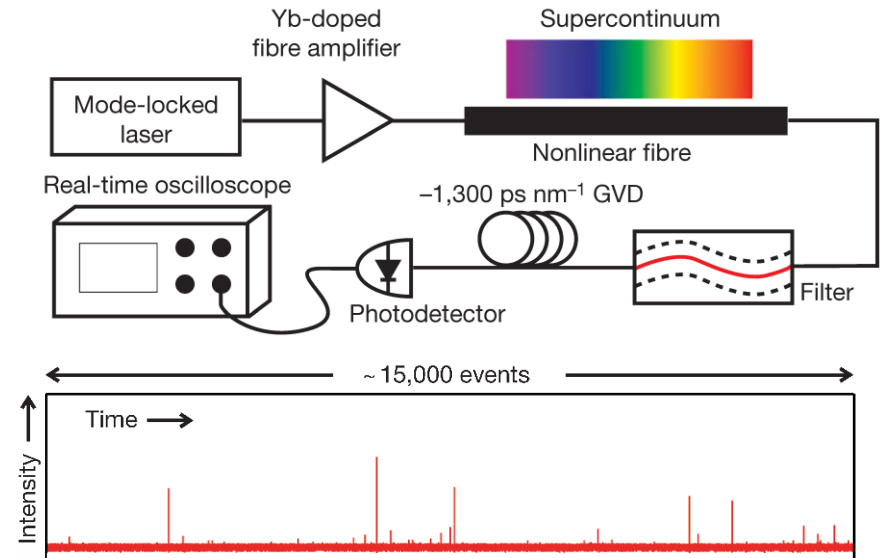 Yb-doped
fibre amplifier
Supercontinuum
Mode-locked
laser
Nonlinear fibre
Real-time oscilloscope
–1,300 ps nm⁻¹ GVD
Photodetector
Filter
~ 15,000 events
Time
Intensity